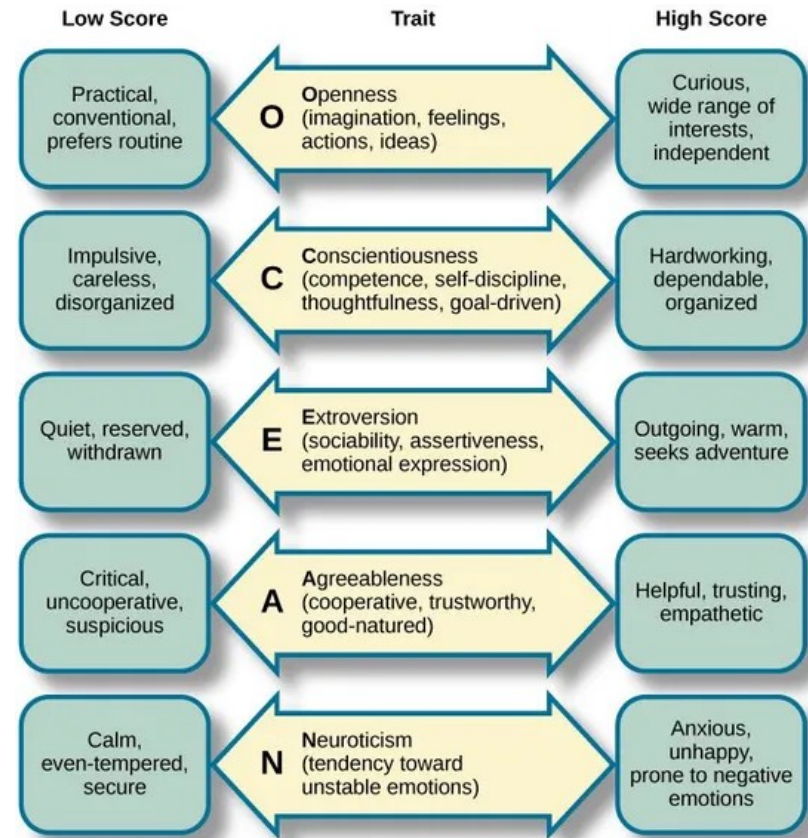 Low Score
Trait
High Score
Practical,
conventional,
prefers routine
O
Openness
(imagination, feelings,
actions, ideas)
Curious,
wide range of
interests,
independent
Impulsive,
careless,
disorganized
C
Conscientiousness
(competence, self-discipline,
thoughtfulness, goal-driven)
Hardworking,
dependable,
organized
Quiet, reserved,
withdrawn
E
Extroversion
(sociability, assertiveness,
emotional expression)
Outgoing, warm,
seeks adventure
Critical,
uncooperative,
suspicious
A
Agreeableness
(cooperative, trustworthy,
good-natured)
Helpful, trusting,
empathetic
Calm,
even-tempered,
secure
N
Neuroticism
(tendency toward
unstable emotions)
Anxious,
unhappy,
prone to negative
emotions